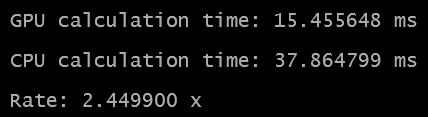 GPU calculation time: 15.455648 ms
CPU calculation time: 37.864799 ms
Rate: 2.449900 x